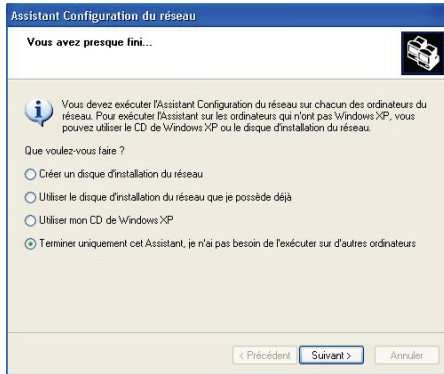 Assistant Configuration du réseau
Vous avez presque fini...
Vous devez exécuter l'Assistant Configuration du réseau sur chacun des ordinateurs du
réseau. Pour exécuter l'Assistant sur les ordinateurs qui n'ont pas Windows XP, vous
pouvez utiliser le CD de Windows XP ou le disque d'installation du réseau.
Que voulez-vous faire ?
Créer un disque d'installation du réseau
Utiliser le disque d'installation du réseau que je possède déjà
Utiliser mon CD de Windows XP
Terminer uniquement cet Assistant, je n'ai pas besoin de l'exécuter sur d'autres ordinateurs
< Précédent Suivant > Annuler